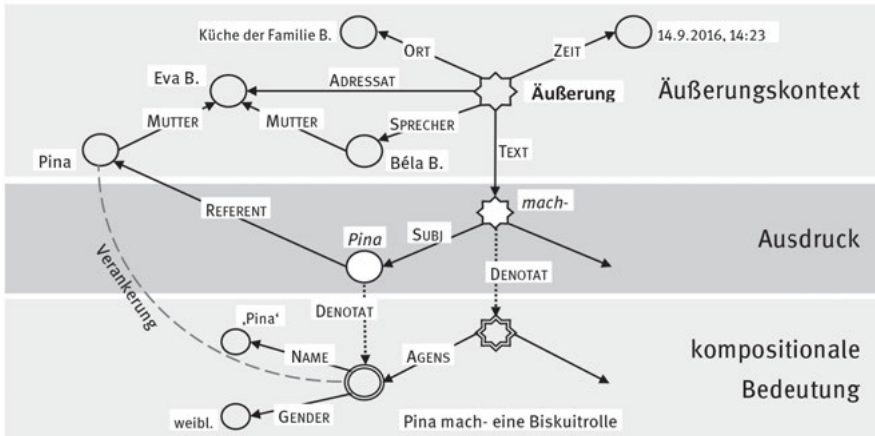 Küche der Familie B.
ORT
ZEIT
14.9.2016, 14:23
Eva B.
ADRESSAT
Äußerung
Äußerungskontext
MUTTER
MUTTER
SPRECHER
TEXT
Pina
Béla B.
mach-
REFERENT
Pina
SUBJ
Ausdruck
Verankerung
DENOTAT
DENOTAT
‚Pina‘
NAME
AGENS
kompositionale
Bedeutung
weibl.
GENDER
Pina mach- eine Biskuitrolle